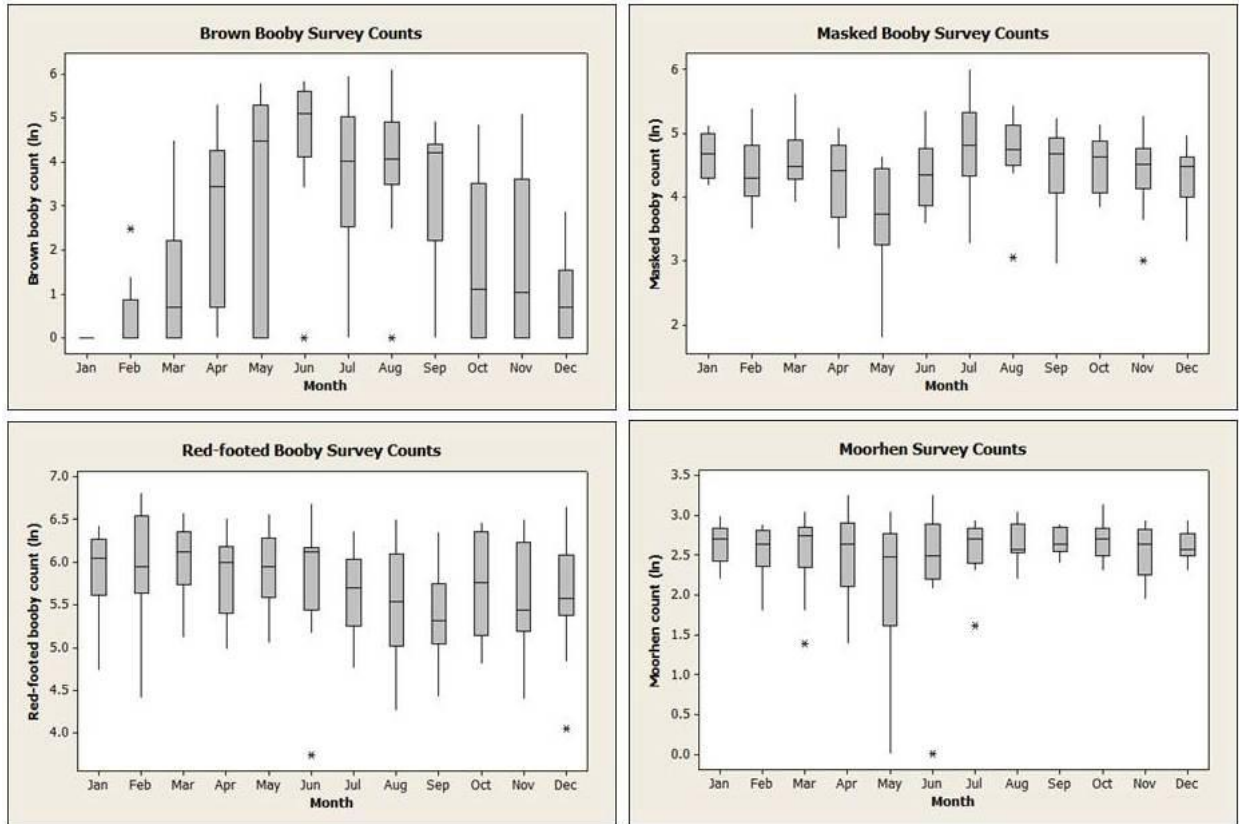 Brown Booby Survey Counts
Brown booby count (ln)
6
5
4
3
2
1
0
Jan Feb Mar Apr May Jun Jul Aug Sep Oct Nov Dec
Month
Masked Booby Survey Counts
Masked booby count (ln)
6
5
4
3
2
Jan Feb Mar Apr May Jun Jul Aug Sep Oct Nov Dec
Month
Red-footed Booby Survey Counts
Red-footed booby count (ln)
7.0
6.5
6.0
5.5
5.0
4.5
4.0
Jan Feb Mar Apr May Jun Jul Aug Sep Oct Nov Dec
Month
Moorhen Survey Counts
Moorhen count (ln)
3.5
3.0
2.5
2.0
1.5
1.0
0.5
0.0
Jan Feb Mar Apr May Jun Jul Aug Sep Oct Nov Dec
Month